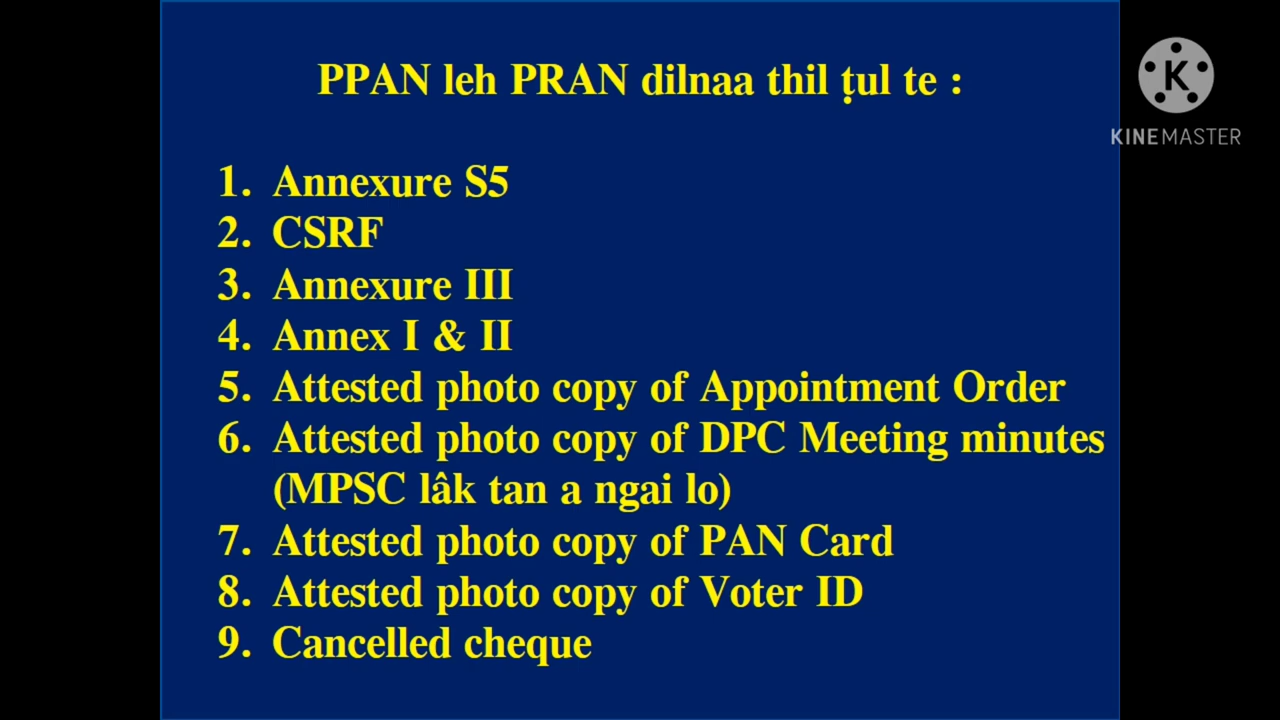 PPAN leh PRAN dilnaa thil ṭul te :
K
KINEMASTER
1. Annexure S5
2. CSRF
3. Annexure III
4. Annex I & II
5. Attested photo copy of Appointment Order
6. Attested photo copy of DPC Meeting minutes
(MPSC lâk tan a ngai lo)
7. Attested photo copy of PAN Card
8. Attested photo copy of Voter ID
9. Cancelled cheque